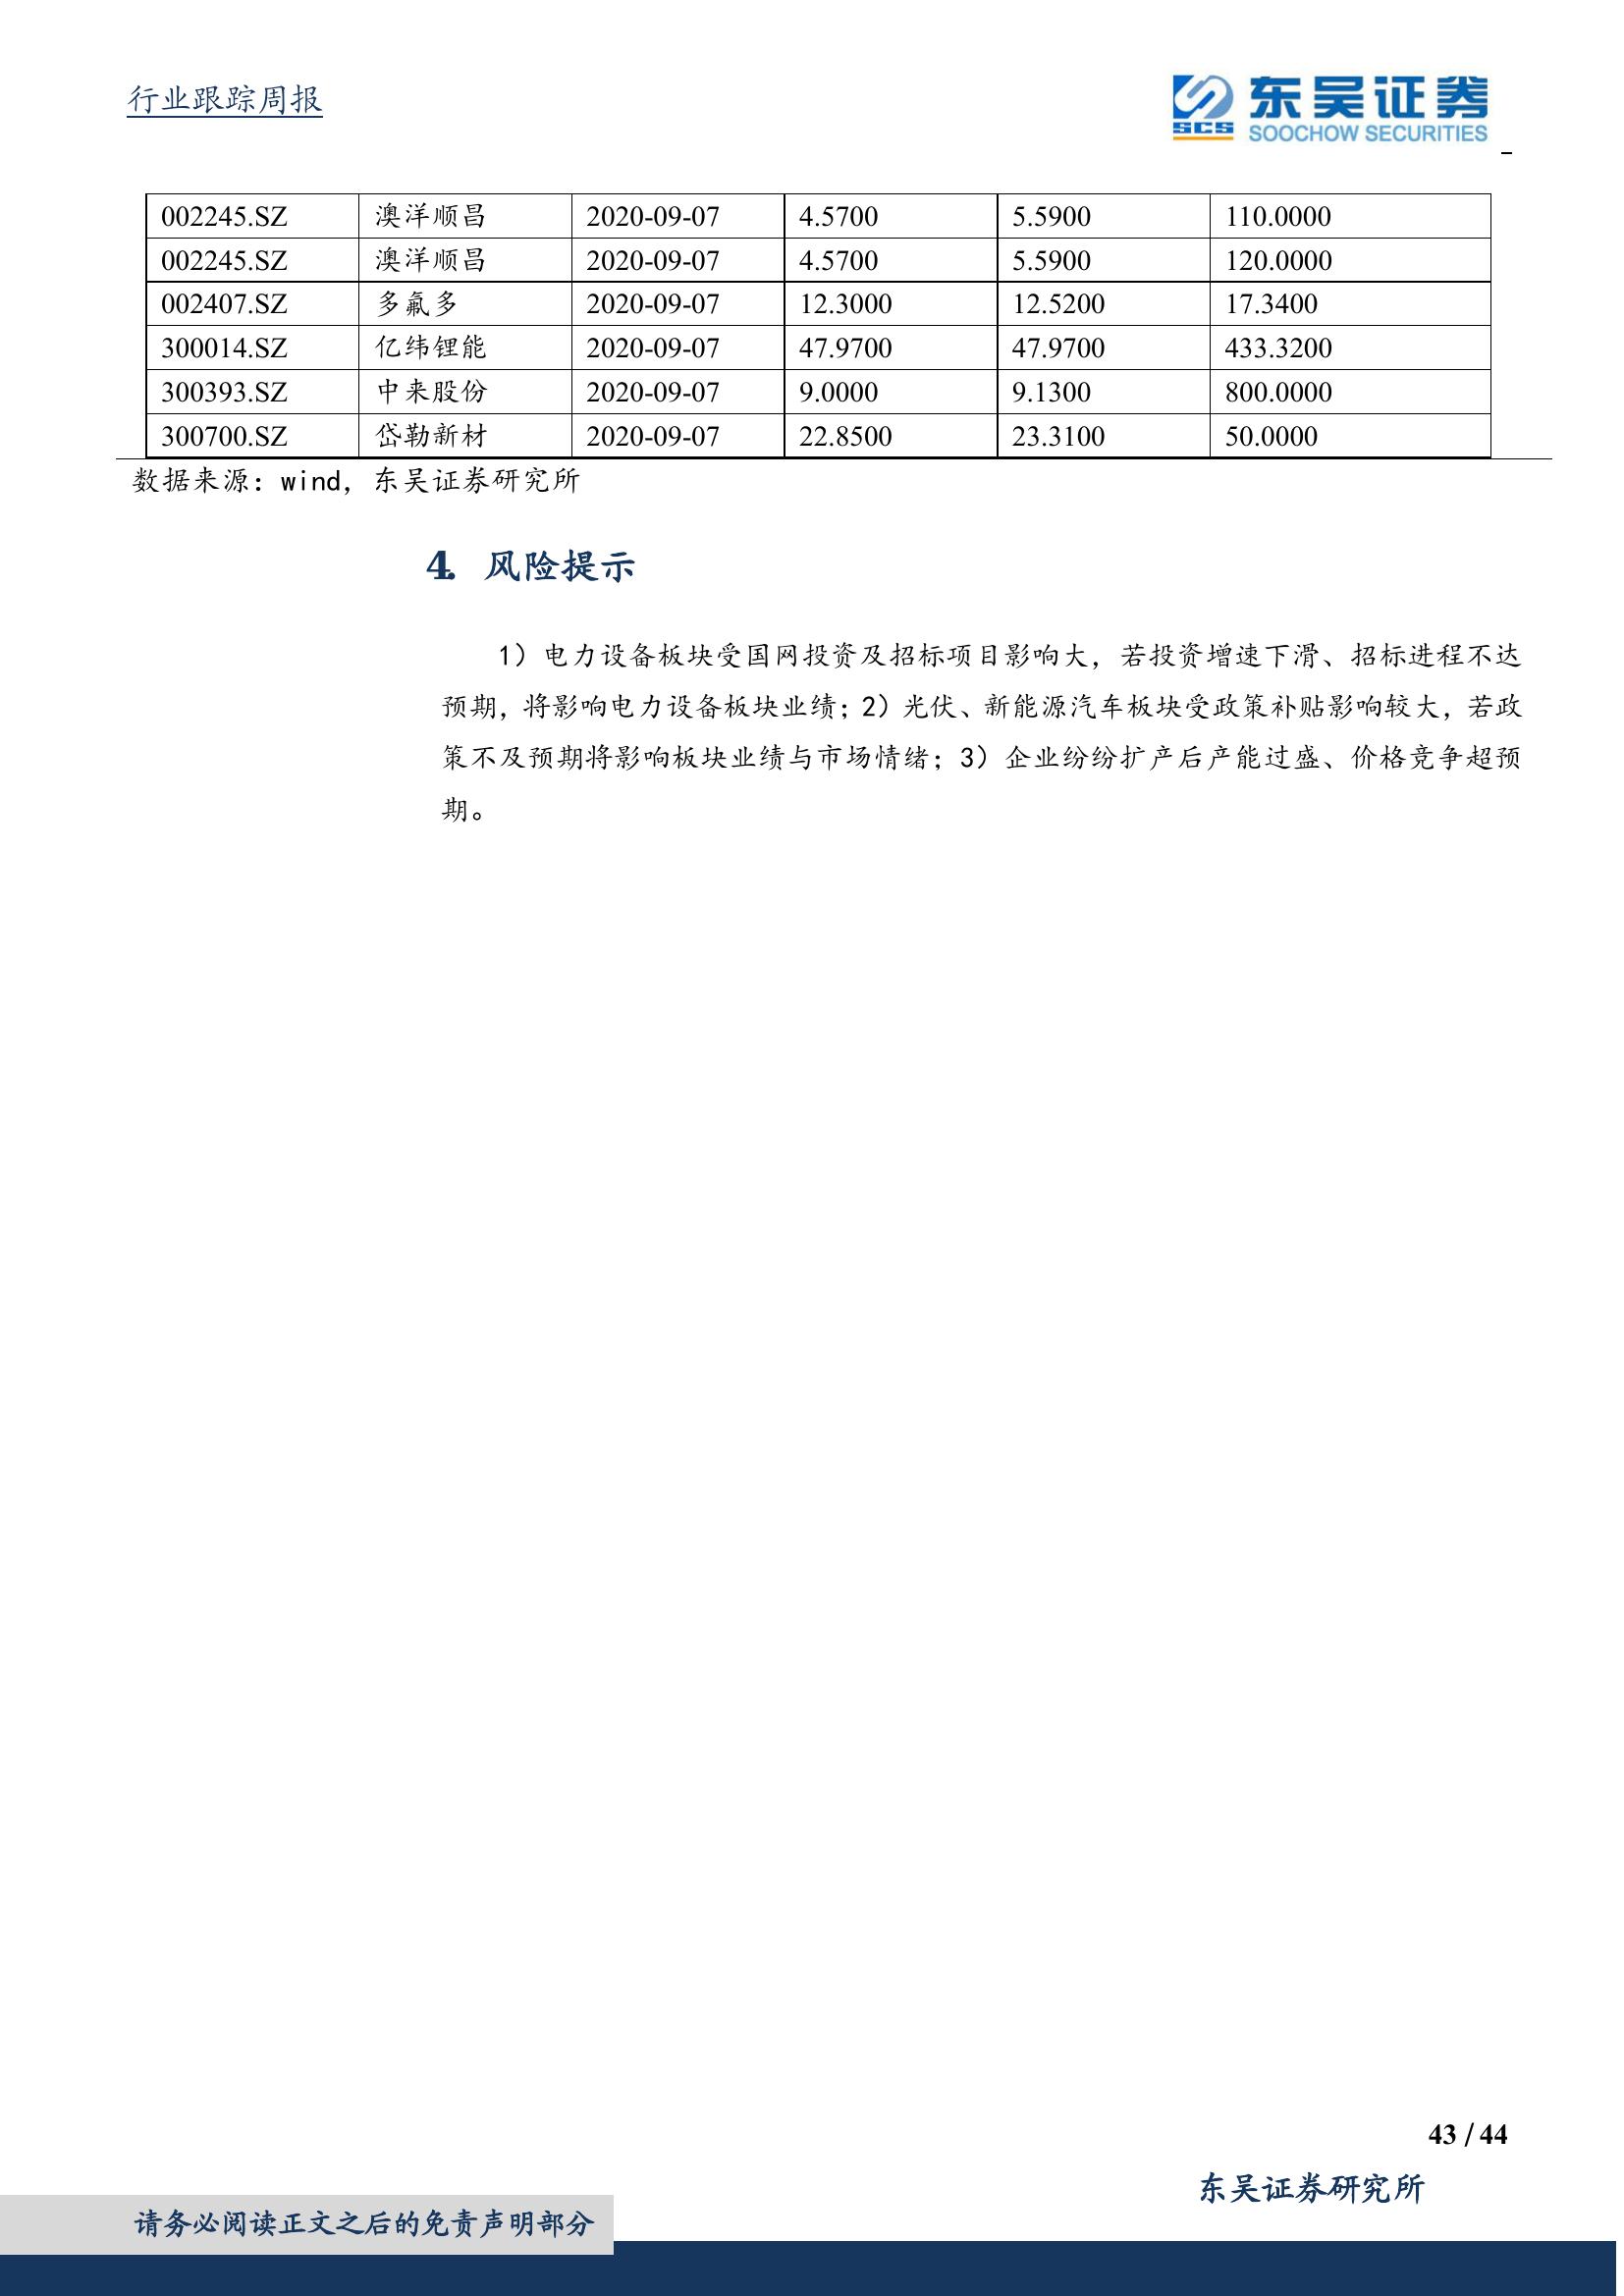 行业跟踪周报
东吴证券
SCS SOOCHOW SECURITIES
002245.SZ 澳洋顺昌 2020-09-07 4.5700 5.5900 110.0000
002245.SZ 澳洋顺昌 2020-09-07 4.5700 5.5900 120.0000
002407.SZ 多氟多 2020-09-07 12.3000 12.5200 17.3400
300014.SZ 亿纬锂能 2020-09-07 47.9700 47.9700 433.3200
300393.SZ 中来股份 2020-09-07 9.0000 9.1300 800.0000
300700.SZ 岱勒新材 2020-09-07 22.8500 23.3100 50.0000
数据来源：wind，东吴证券研究所
4. 风险提示
1）电力设备板块受国网投资及招标项目影响大，若投资增速下滑、招标进程不达
预期，将影响电力设备板块业绩；2）光伏、新能源汽车板块受政策补贴影响较大，若政
策不及预期将影响板块业绩与市场情绪；3）企业纷纷扩产后产能过盛、价格竞争超预
期。
43 / 44
东吴证券研究所
请务必阅读正文之后的免责声明部分